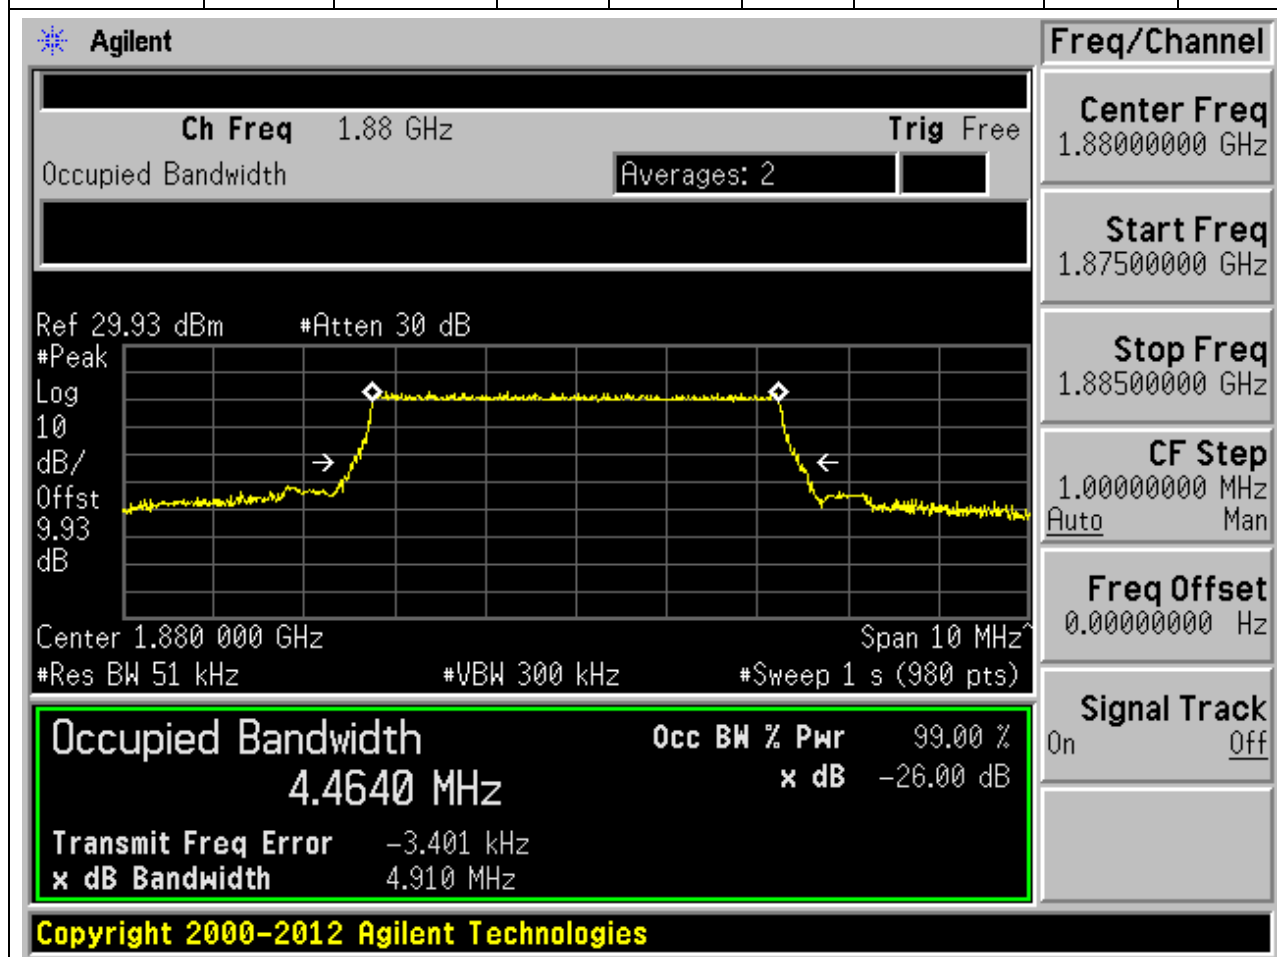 Agilent
Freq/Channel
Ch Freq 1.88 GHz Trig Free
Occupied Bandwidth Averages: 2
Center Freq
1.88000000 GHz
Start Freq
1.87500000 GHz
Stop Freq
1.88500000 GHz
CF Step
1.00000000 MHz
Auto Man
Freq Offset
0.00000000 Hz
Signal Track
On Off
Ref 29.93 dBm #Atten 30 dB
#Peak
Log
10
dB/
Offst
9.93
dB
Center 1.880 000 GHz Span 10 MHz^
#Res BW 51 kHz #VBW 300 kHz #Sweep 1 s (980 pts)
Occupied Bandwidth Occ BW % Pwr 99.00 %
4.4640 MHz x dB -26.00 dB
Transmit Freq Error -3.401 kHz
x dB Bandwidth 4.910 MHz
Copyright 2000-2012 Agilent Technologies